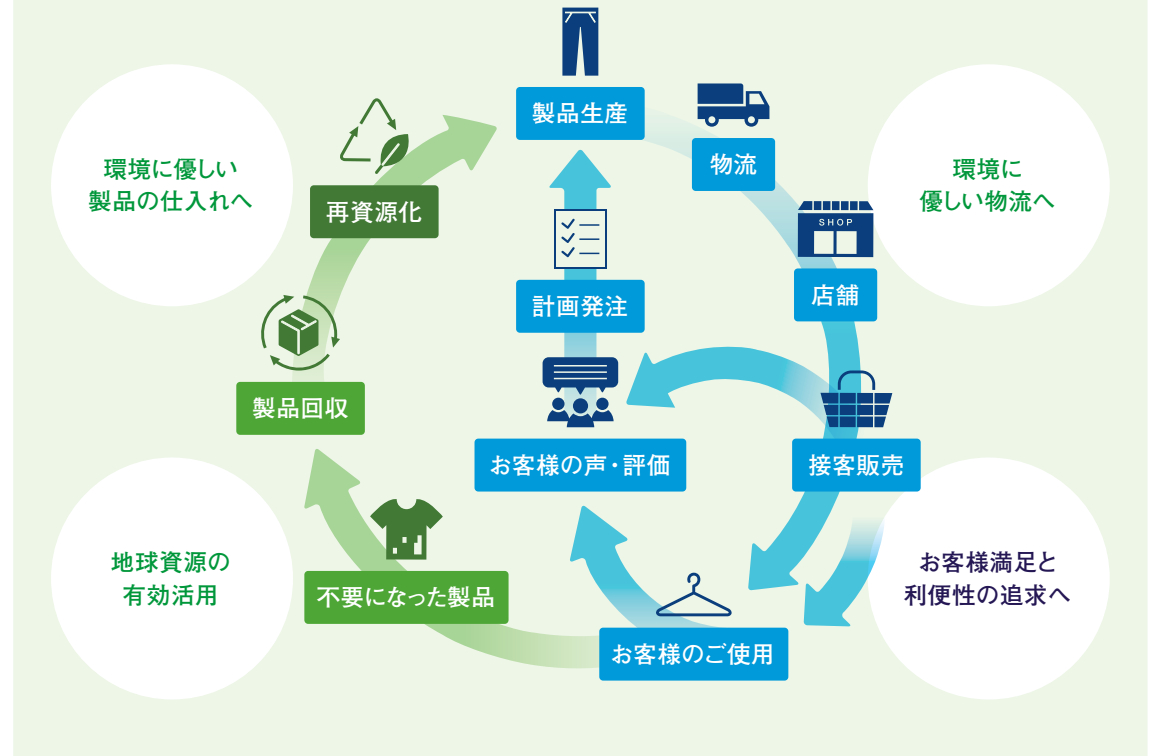 製品生産
物流
環境に優しい
製品の仕入れへ
環境に
優しい物流へ
再資源化
SHOP
店舗
計画発注
製品回収
お客様の声・評価
接客販売
地球資源の
有効活用
不要になった製品
お客様満足と
利便性の追求へ
お客様のご使用